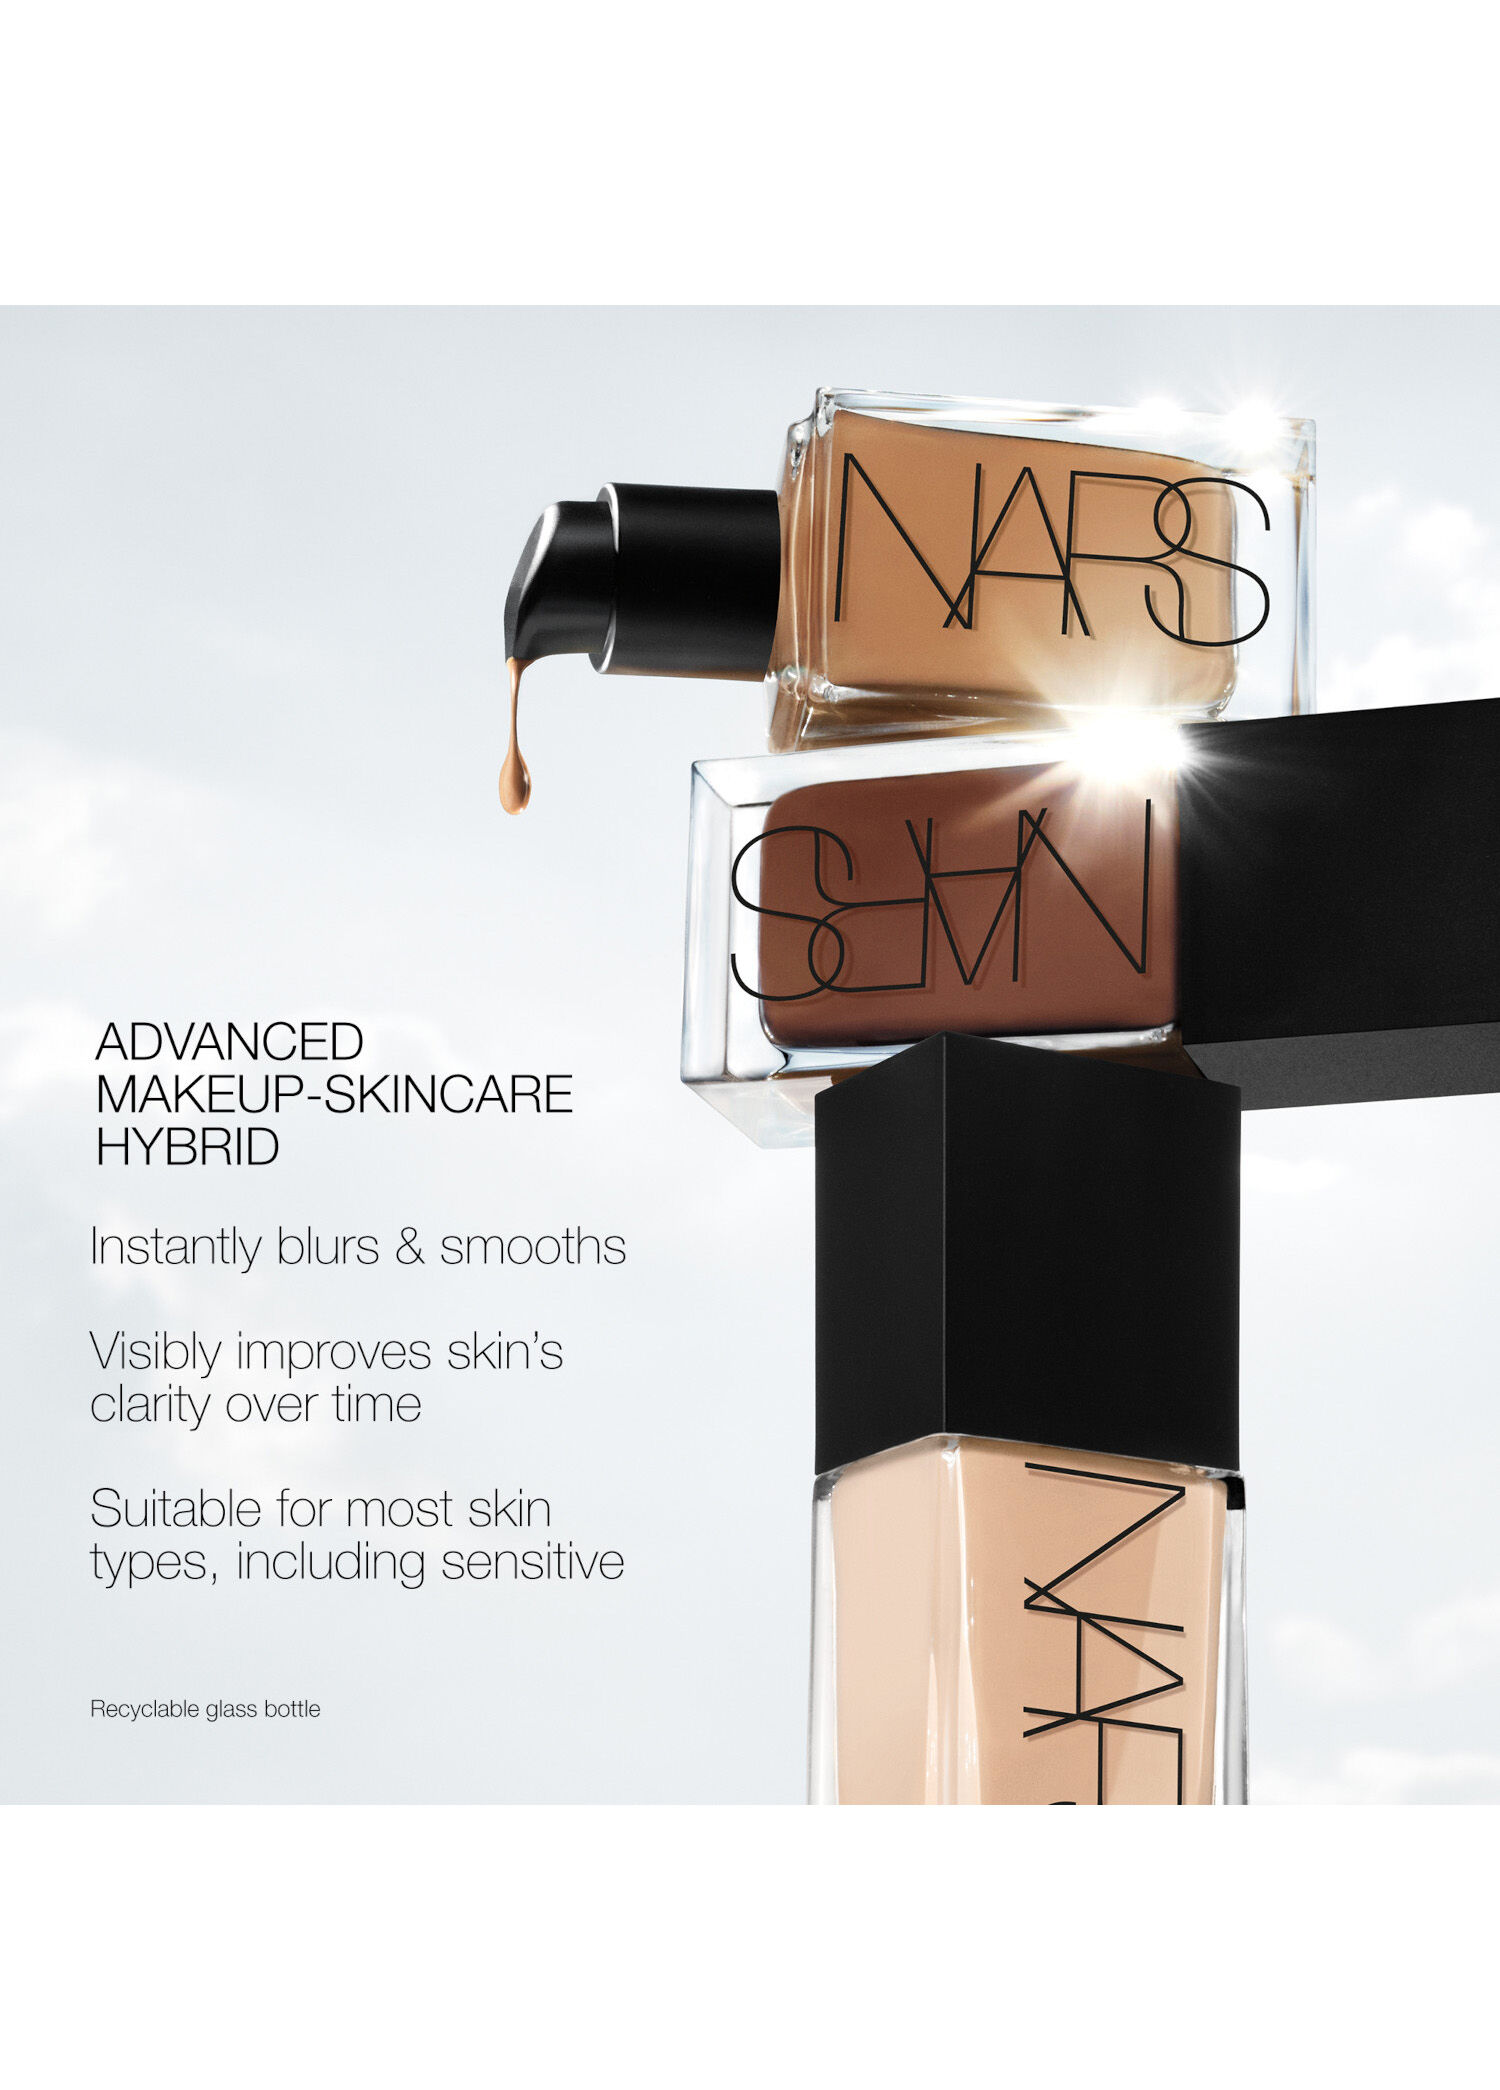 NARS
NARS
ADVANCED
MAKEUP-SKINCARE
HYBRID
Instantly blurs & smooths
Visibly improves skin's
clarity over time
Suitable for most skin
types, including sensitive
NARS
Recyclable glass bottle